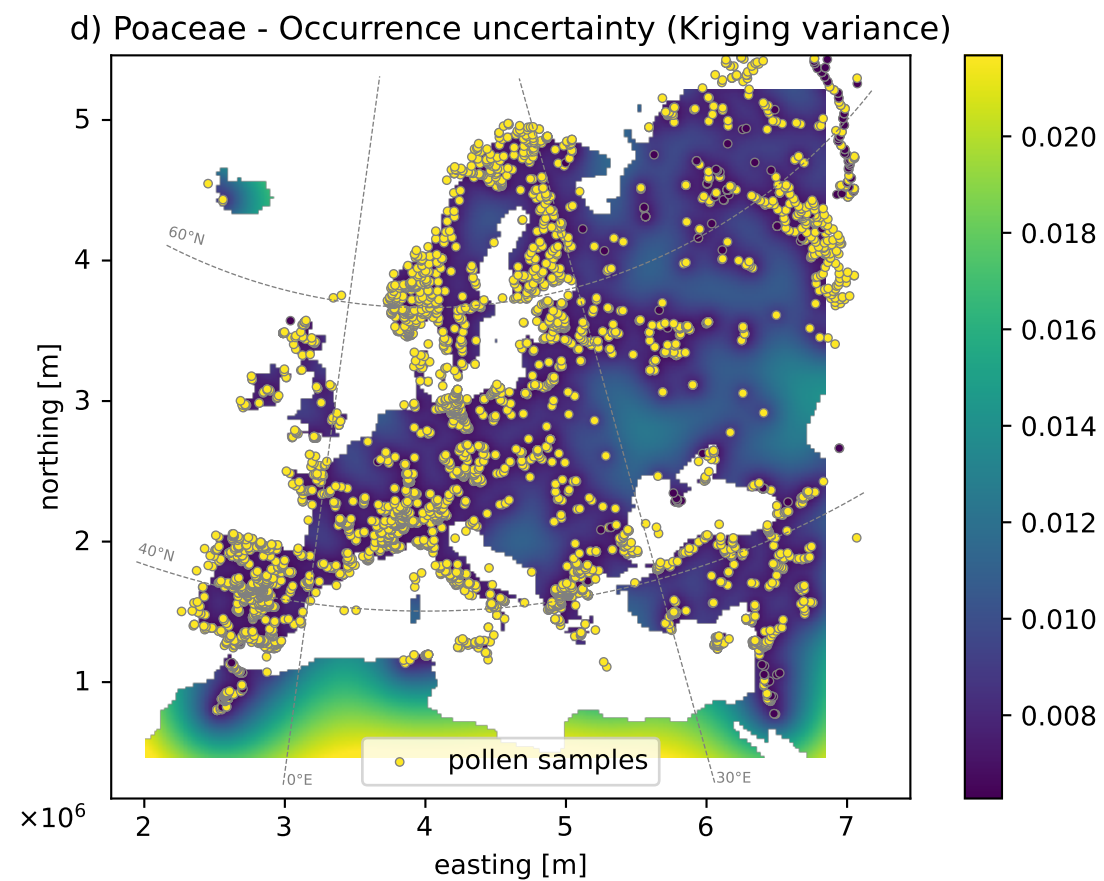 d) Poaceae - Occurrence uncertainty (Kriging variance)
5
4
3
2
1
northing [m]
×10⁶
2 3 4 5 6 7
easting [m]
60°N
40°N
0°E
30°E
pollen samples
0.020
0.018
0.016
0.014
0.012
0.010
0.008